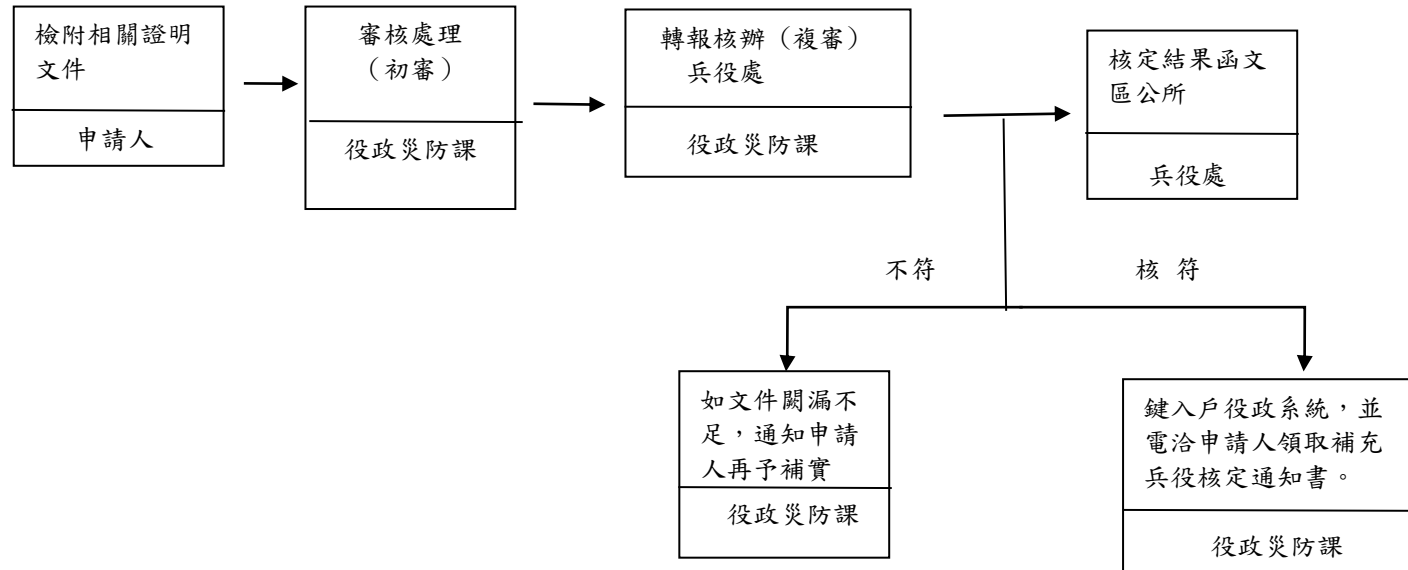 檢附相關證明
文件
申請人
審核處理
（初審）
役政災防課
轉報核辦（複審）
兵役處
役政災防課
核定結果函文
區公所
兵役處
不符
核 符
如文件闕漏不
足，通知申請
人再予補實
役政災防課
鍵入戶役政系統，並
電洽申請人領取補充
兵役核定通知書。
役政災防課